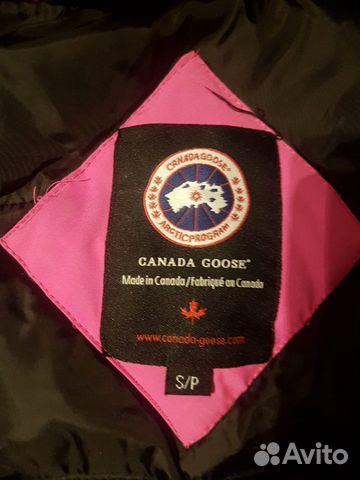 CANADA GOOSE®
ARCTIC PROGRAM
CANADA GOOSE®
Made in Canada/Fabriqué au Canada
www.canada-goose.com
S/P
Avito